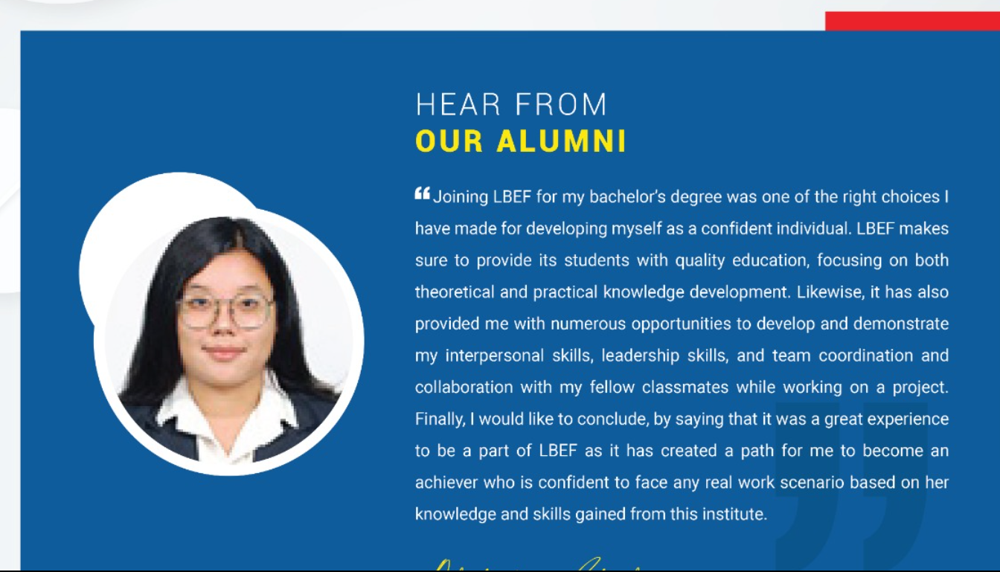 HEAR FROM
OUR ALUMNI
“Joining LBEF for my bachelor’s degree was one of the right choices I
have made for developing myself as a confident individual. LBEF makes
sure to provide its students with quality education, focusing on both
theoretical and practical knowledge development. Likewise, it has also
provided me with numerous opportunities to develop and demonstrate
my interpersonal skills, leadership skills, and team coordination and
collaboration with my fellow classmates while working on a project.
Finally, I would like to conclude, by saying that it was a great experience
to be a part of LBEF as it has created a path for me to become an
achiever who is confident to face any real work scenario based on her
knowledge and skills gained from this institute.